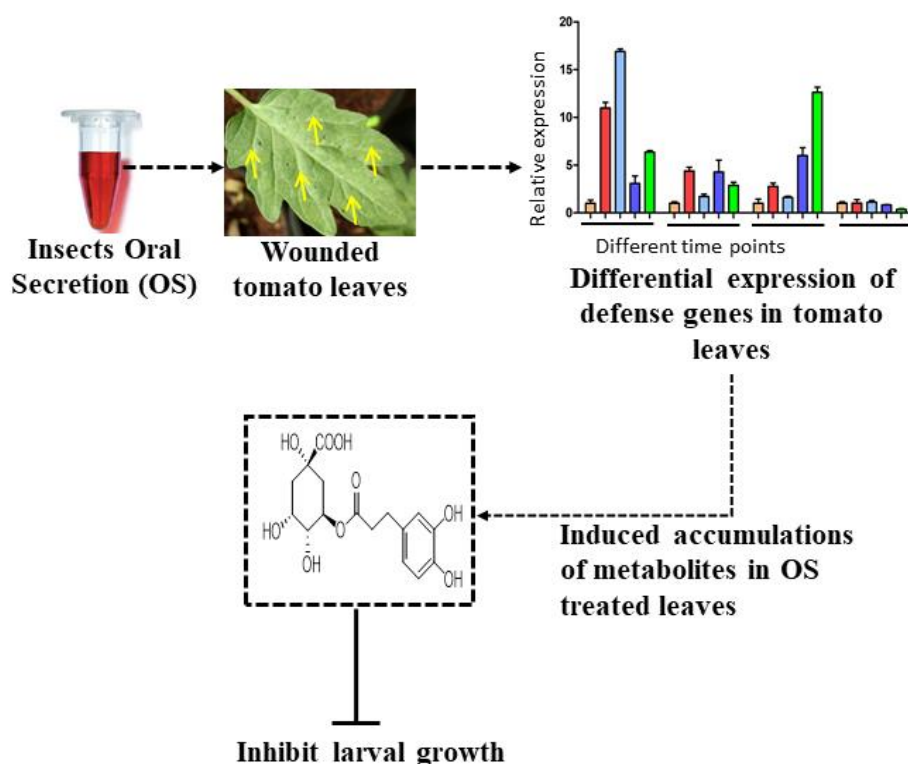 20
15
10
5
0
Relative expression
Different time points
Insects Oral
Secretion (OS)
Wounded
tomato leaves
Differential expression of
defense genes in tomato
leaves
HO
COOH
O
HO
O
OH
OH
OH
Induced accumulations
of metabolites in OS
treated leaves
Inhibit larval growth